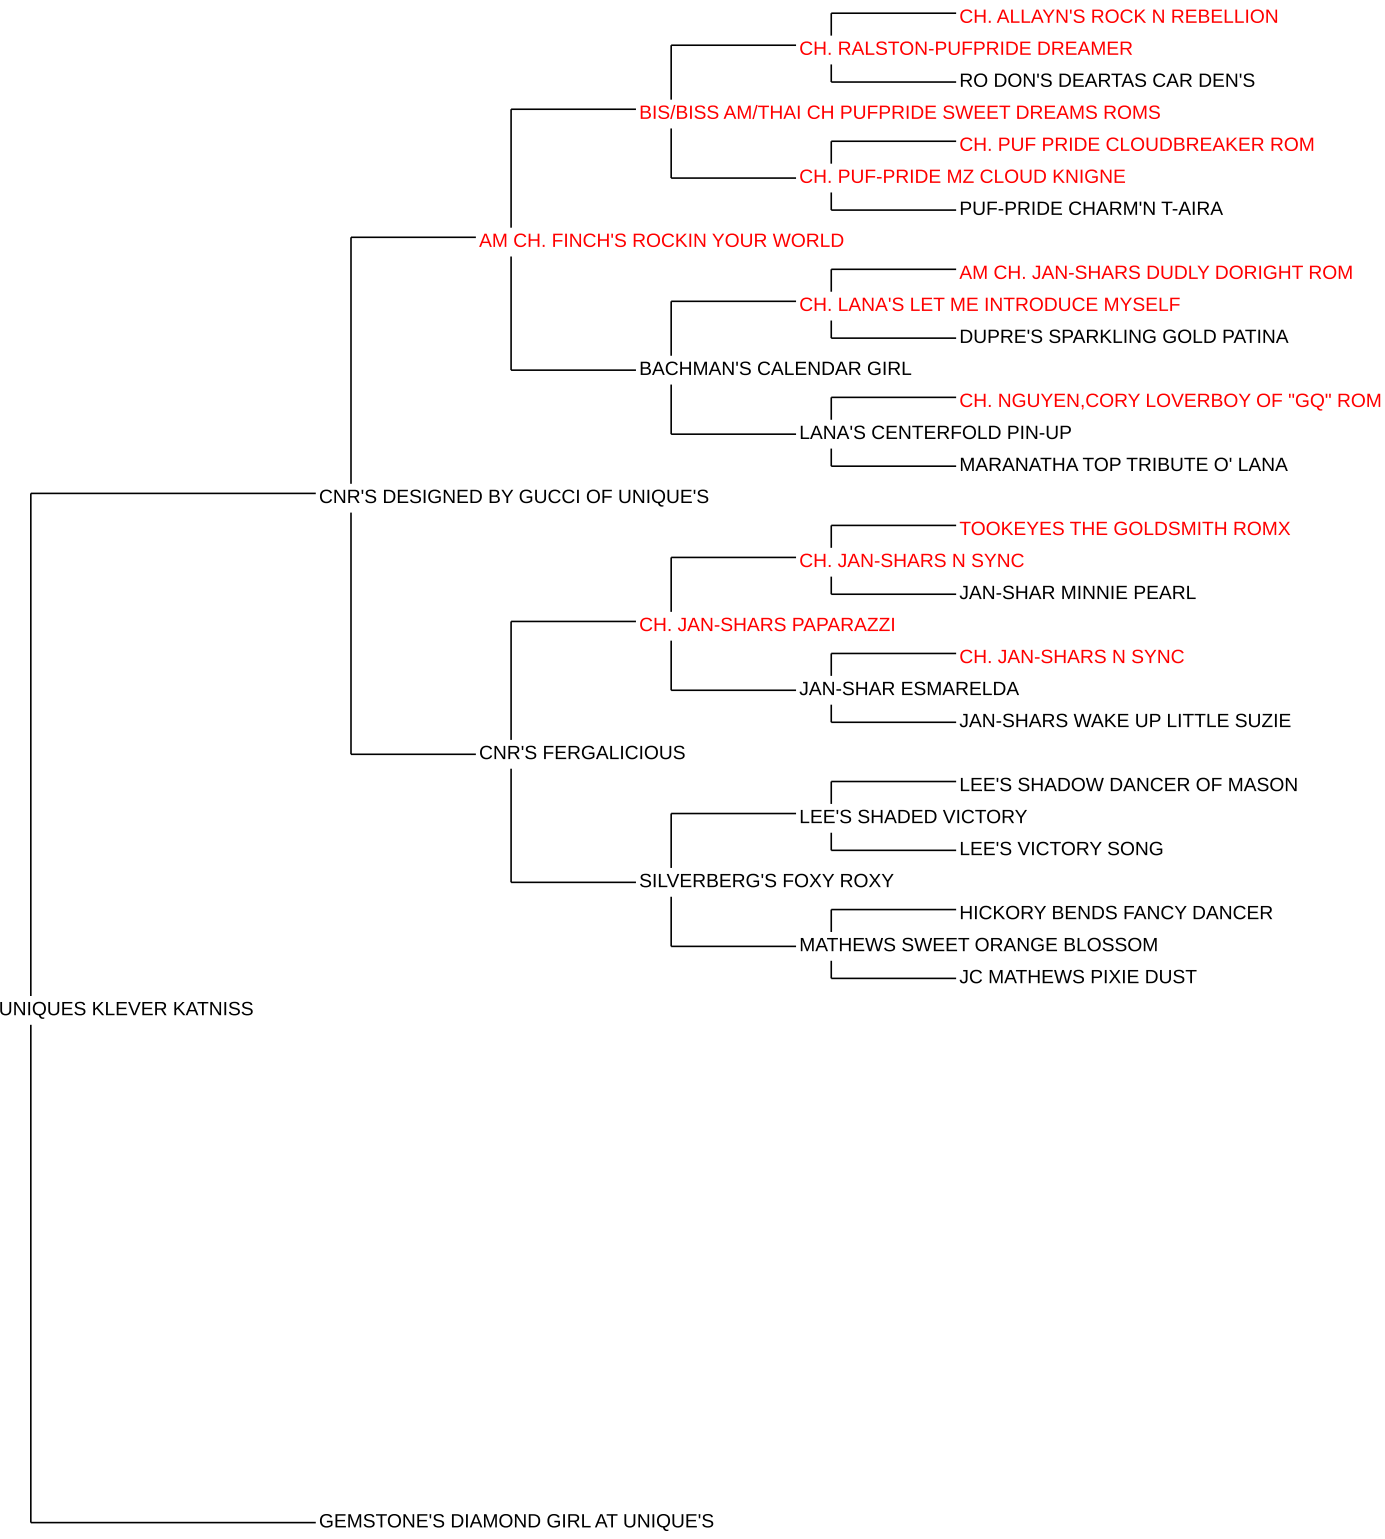 CH. ALLAYN'S ROCK N REBELLION
CH. RALSTON-PUFPRIDE DREAMER
RO DON'S DEARTAS CAR DEN'S
BIS/BISS AM/THAI CH PUFPRIDE SWEET DREAMS ROMS
CH. PUF PRIDE CLOUDBREAKER ROM
CH. PUF-PRIDE MZ CLOUD KNIGNE
PUF-PRIDE CHARM'N T-AIRA
AM CH. FINCH'S ROCKIN YOUR WORLD
AM CH. JAN-SHARS DUDLY DORIGHT ROM
CH. LANA'S LET ME INTRODUCE MYSELF
DUPRE'S SPARKLING GOLD PATINA
BACHMAN'S CALENDAR GIRL
CH. NGUYEN,CORY LOVERBOY OF "GQ" ROM
LANA'S CENTERFOLD PIN-UP
MARANATHA TOP TRIBUTE O' LANA
CNR'S DESIGNED BY GUCCI OF UNIQUE'S
TOOKEYES THE GOLDSMITH ROMX
CH. JAN-SHARS N SYNC
JAN-SHAR MINNIE PEARL
CH. JAN-SHARS PAPARAZZI
CH. JAN-SHARS N SYNC
JAN-SHAR ESMARELDA
JAN-SHARS WAKE UP LITTLE SUZIE
CNR'S FERGALICIOUS
LEE'S SHADOW DANCER OF MASON
LEE'S SHADED VICTORY
LEE'S VICTORY SONG
SILVERBERG'S FOXY ROXY
HICKORY BENDS FANCY DANCER
MATHEWS SWEET ORANGE BLOSSOM
JC MATHEWS PIXIE DUST
UNIQUES KLEVER KATNISS
GEMSTONE'S DIAMOND GIRL AT UNIQUE'S